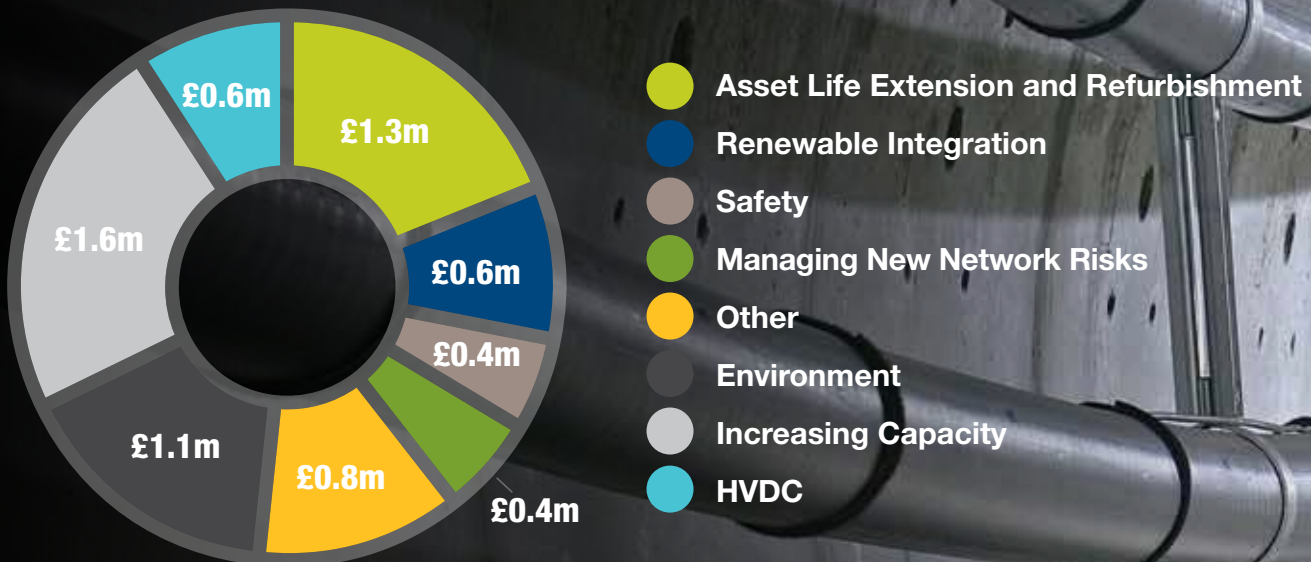 £0.6m
£1.3m
£1.6m
£0.6m
£0.4m
£1.1m
£0.8m
£0.4m
Asset Life Extension and Refurbishment
Renewable Integration
Safety
Managing New Network Risks
Other
Environment
Increasing Capacity
HVDC